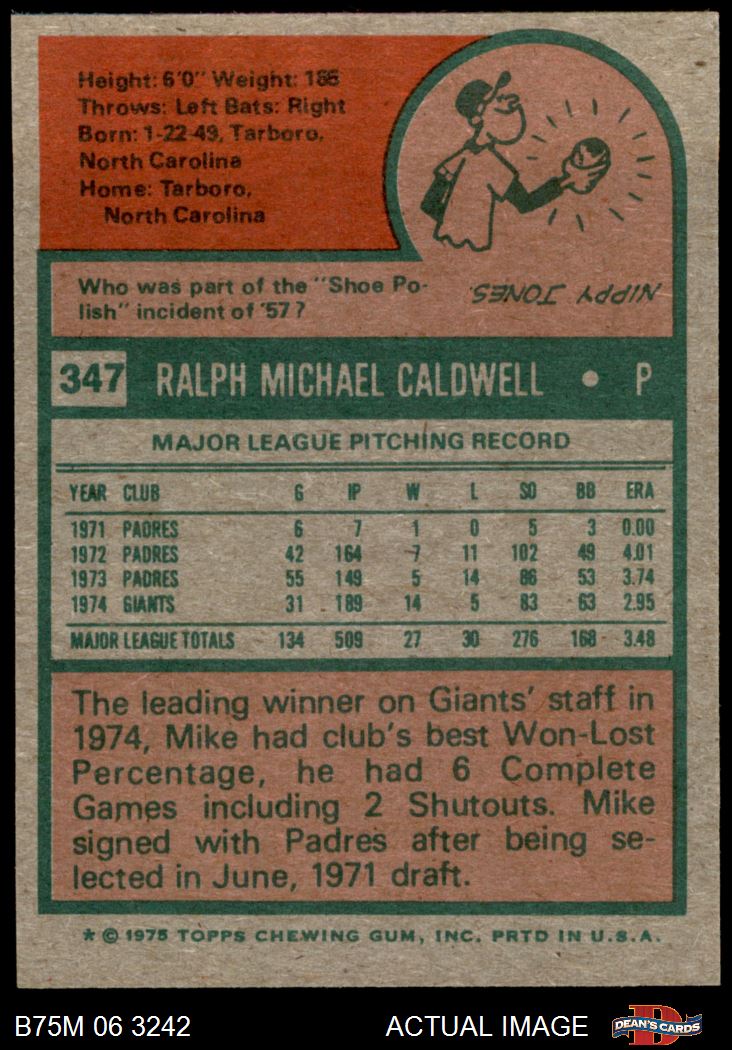 Height: 6'0" Weight: 185
Throws: Left Bats: Right
Born: 1-22-49, Tarboro,
North Carolina
Home: Tarboro,
North Carolina
Who was part of the "Shoe Po-
lish" incident of '57?
NIPPY JONES.
347 RALPH MICHAEL CALDWELL • P
MAJOR LEAGUE PITCHING RECORD
YEAR CLUB G IP W L SO BB ERA
1971 PADRES 6 7 1 0 5 3 0.00
1972 PADRES 42 164 7 11 102 49 4.01
1973 PADRES 55 149 5 14 86 53 3.74
1974 GIANTS 31 189 14 5 83 63 2.95
MAJOR LEAGUE TOTALS 134 509 27 30 276 168 3.48
The leading winner on Giants' staff in
1974, Mike had club's best Won-Lost
Percentage, he had 6 Complete
Games including 2 Shutouts. Mike
signed with Padres after being se-
lected in June, 1971 draft.
* © 1975 TOPPS CHEWING GUM, INC. PRTD IN U.S.A.
B75M 06 3242 ACTUAL IMAGE DEAN'S CARDS